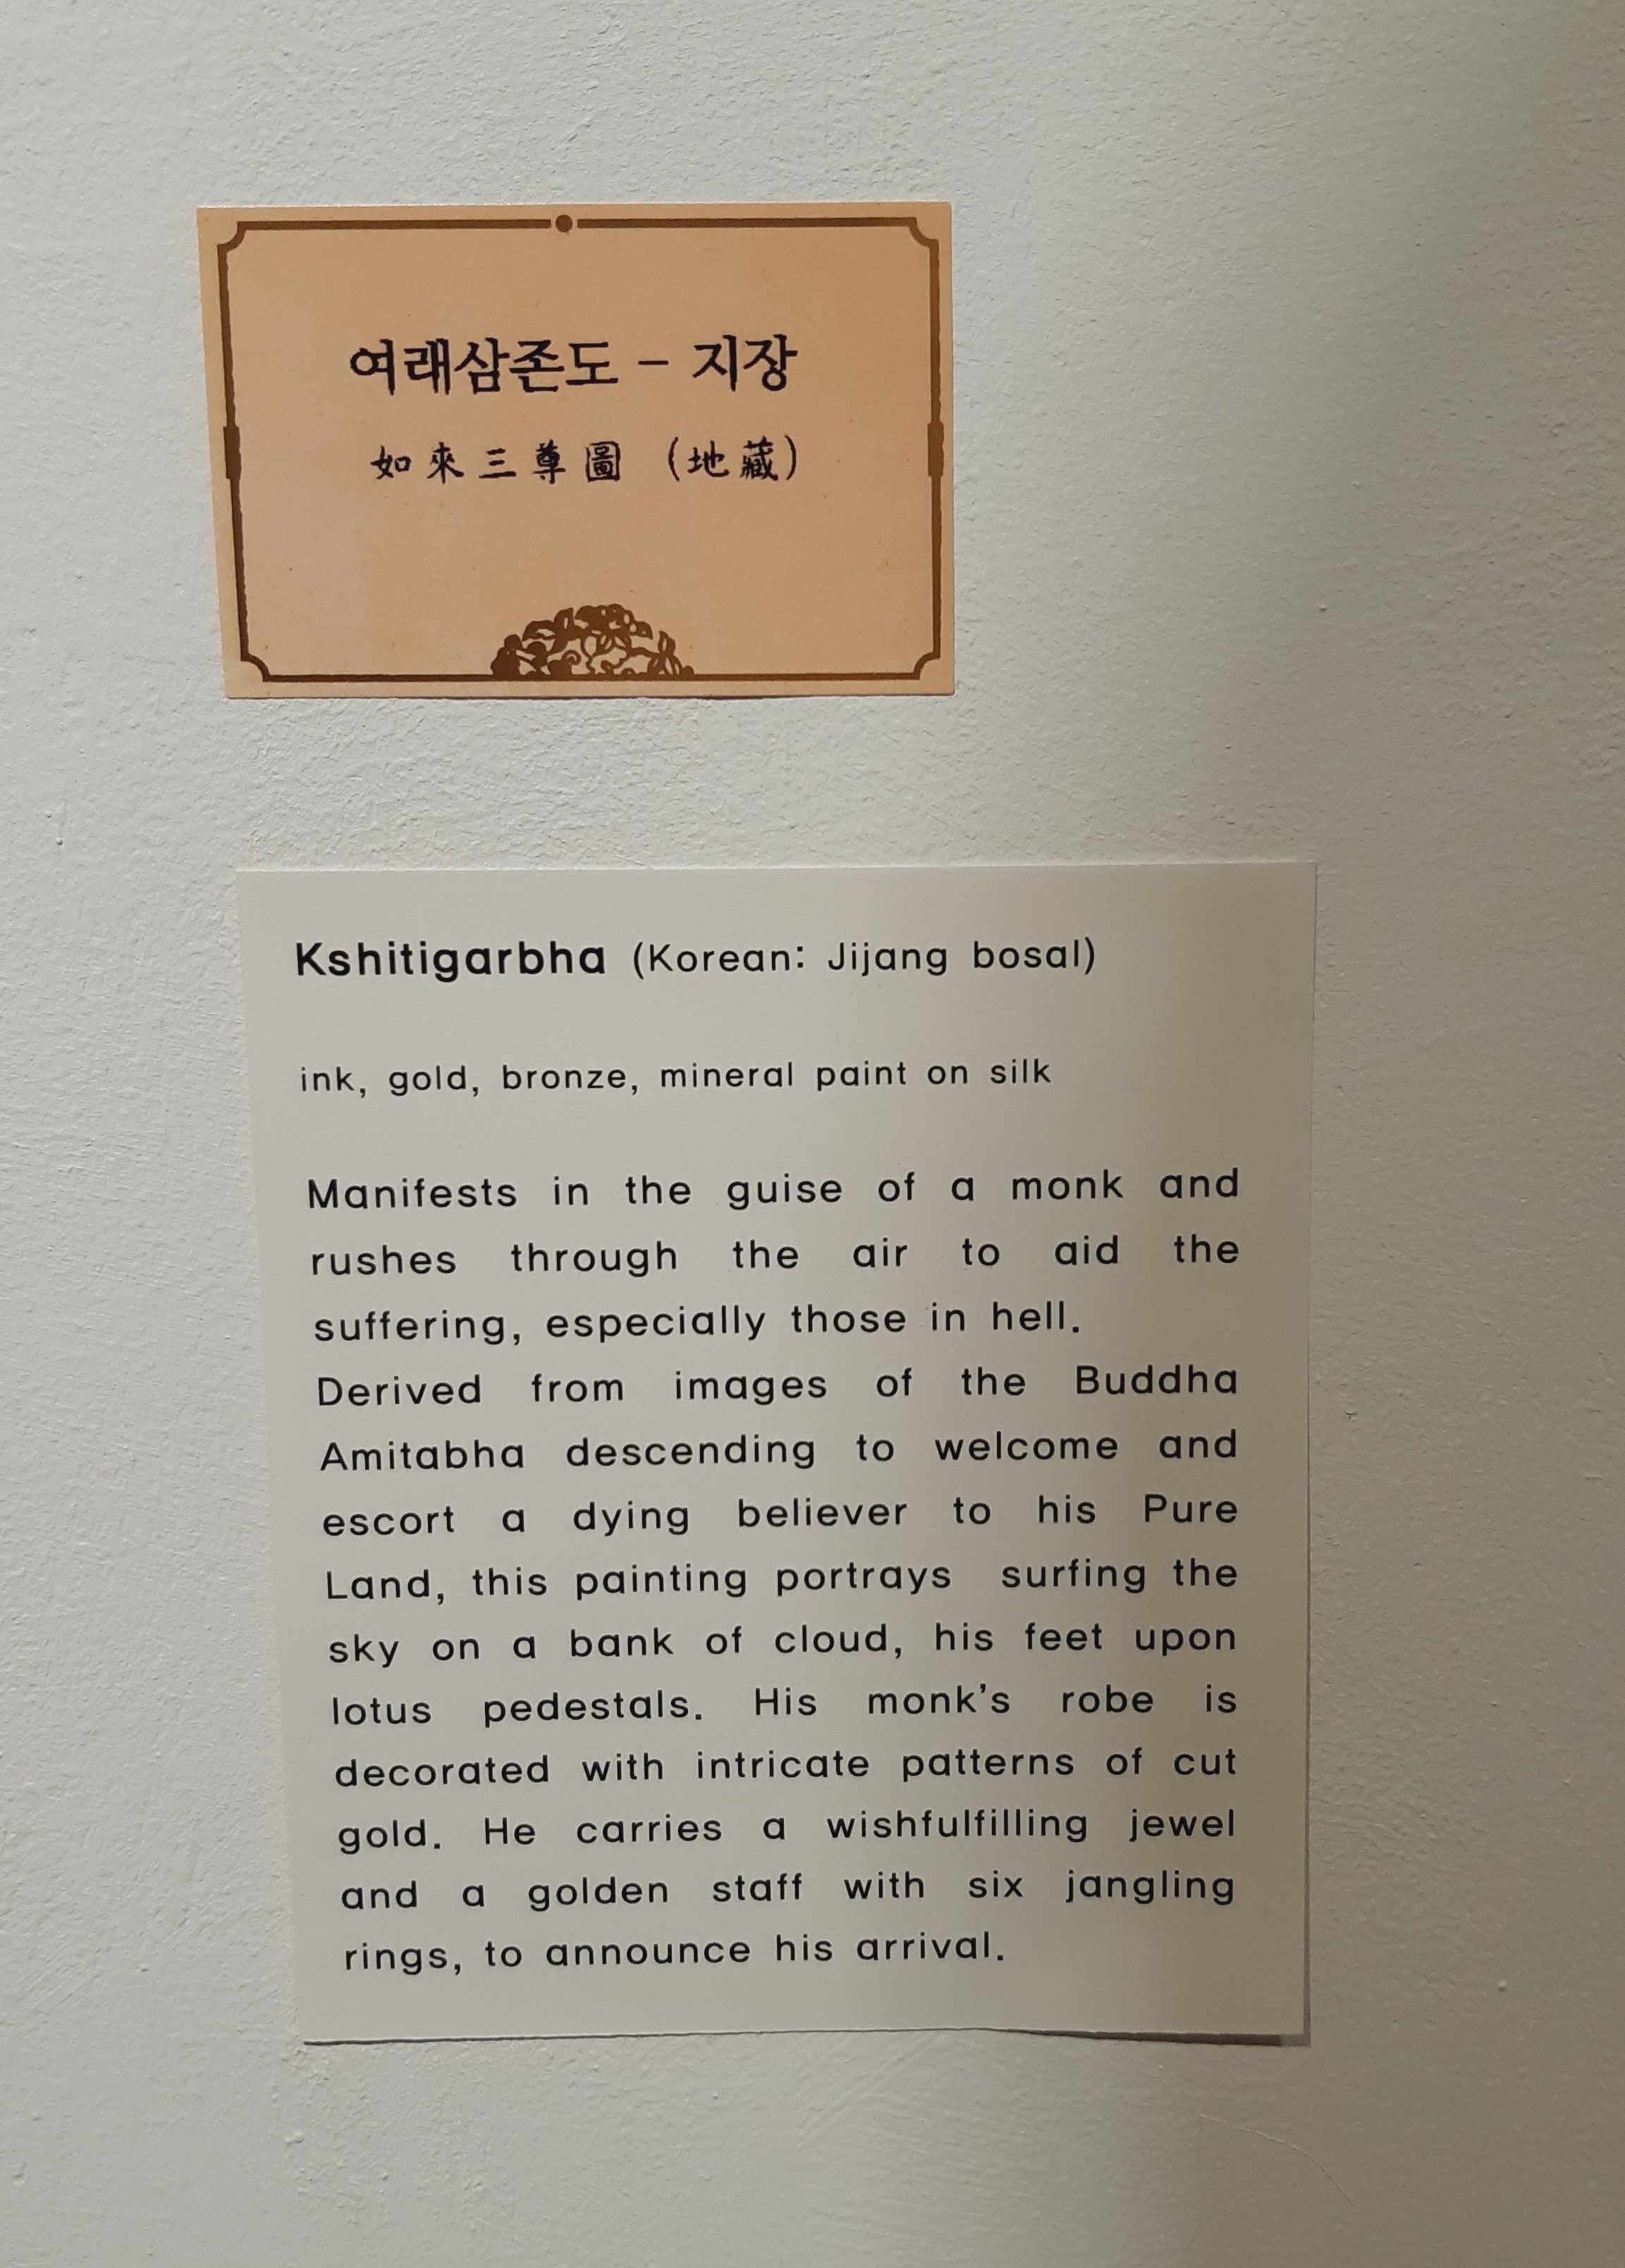 여래삼존도 - 지장
如來三尊圖 (地藏)
Kshitigarbha (Korean: Jijang bosal)
ink, gold, bronze, mineral paint on silk
Manifests in the guise of a monk and
rushes through the air to aid the
suffering, especially those in hell.
Derived from images of the Buddha
Amitabha descending to welcome and
escort a dying believer to his Pure
Land, this painting portrays surfing the
sky on a bank of cloud, his feet upon
lotus pedestals. His monk's robe is
decorated with intricate patterns of cut
gold. He carries a wishfulfilling jewel
and a golden staff with six jangling
rings, to announce his arrival.